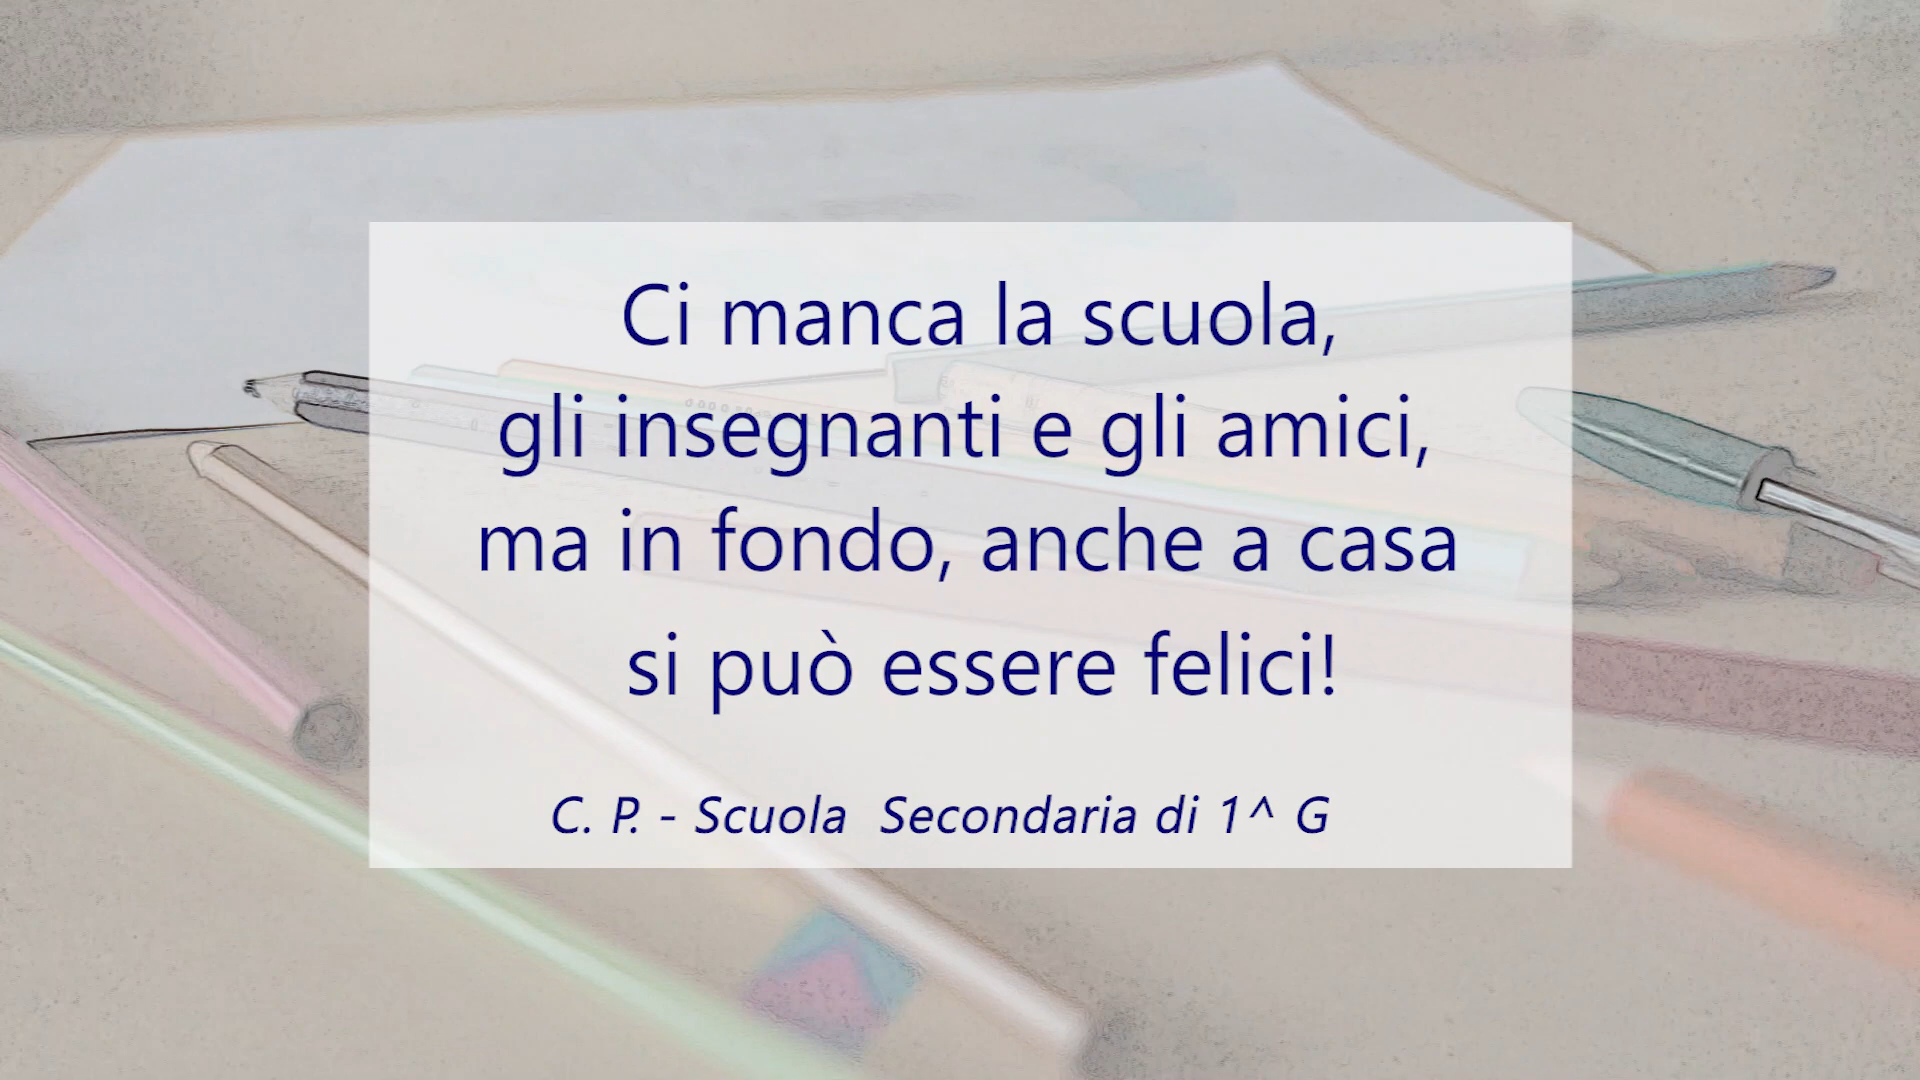 Ci manca la scuola,
gli insegnanti e gli amici,
ma in fondo, anche a casa
si può essere felici!
C. P. - Scuola  Secondaria di 1^ G